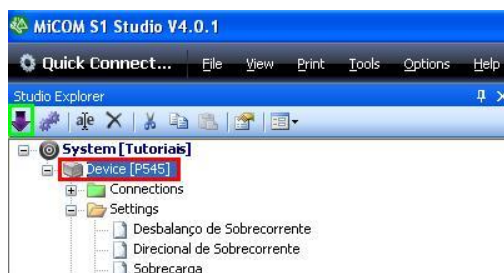 MiCOM S1 Studio V4.0.1
Quick Connect... File View Print Tools Options Help
Studio Explorer
System [Tutoriais]
Device [P545]
Connections
Settings
Desbalanço de Sobrecorrente
Direcional de Sobrecorrente
Sobrecarga